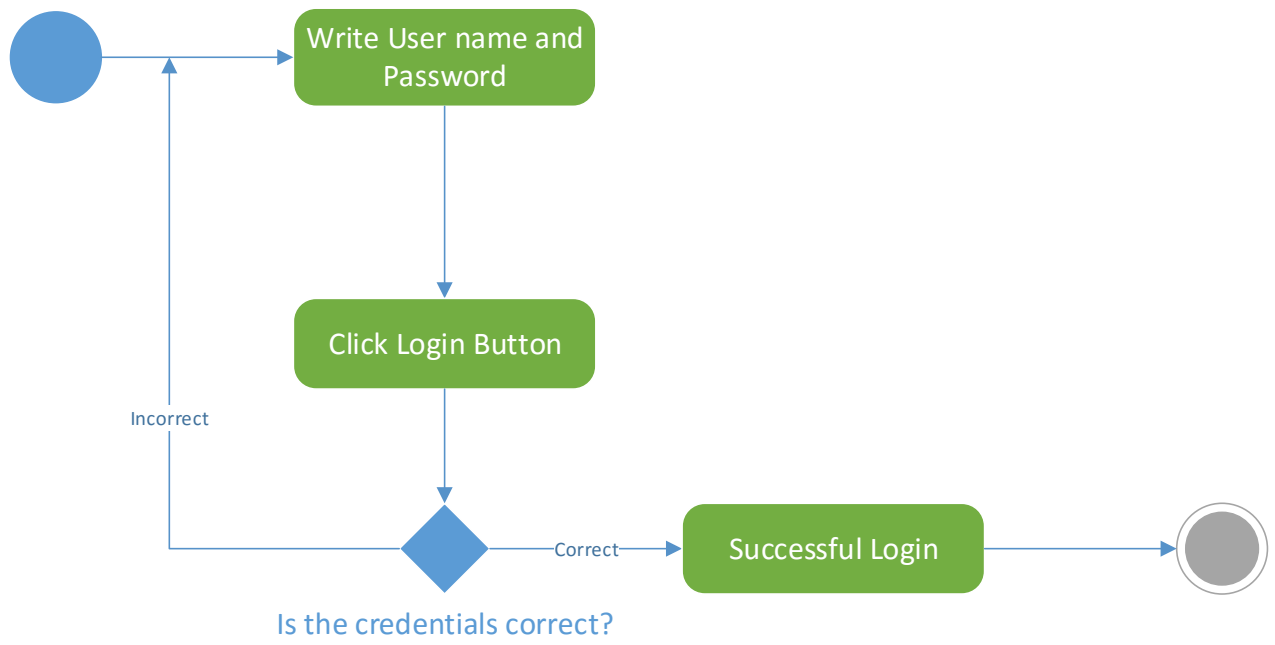 Write User name and
Password
Click Login Button
Incorrect
Correct
Successful Login
Is the credentials correct?